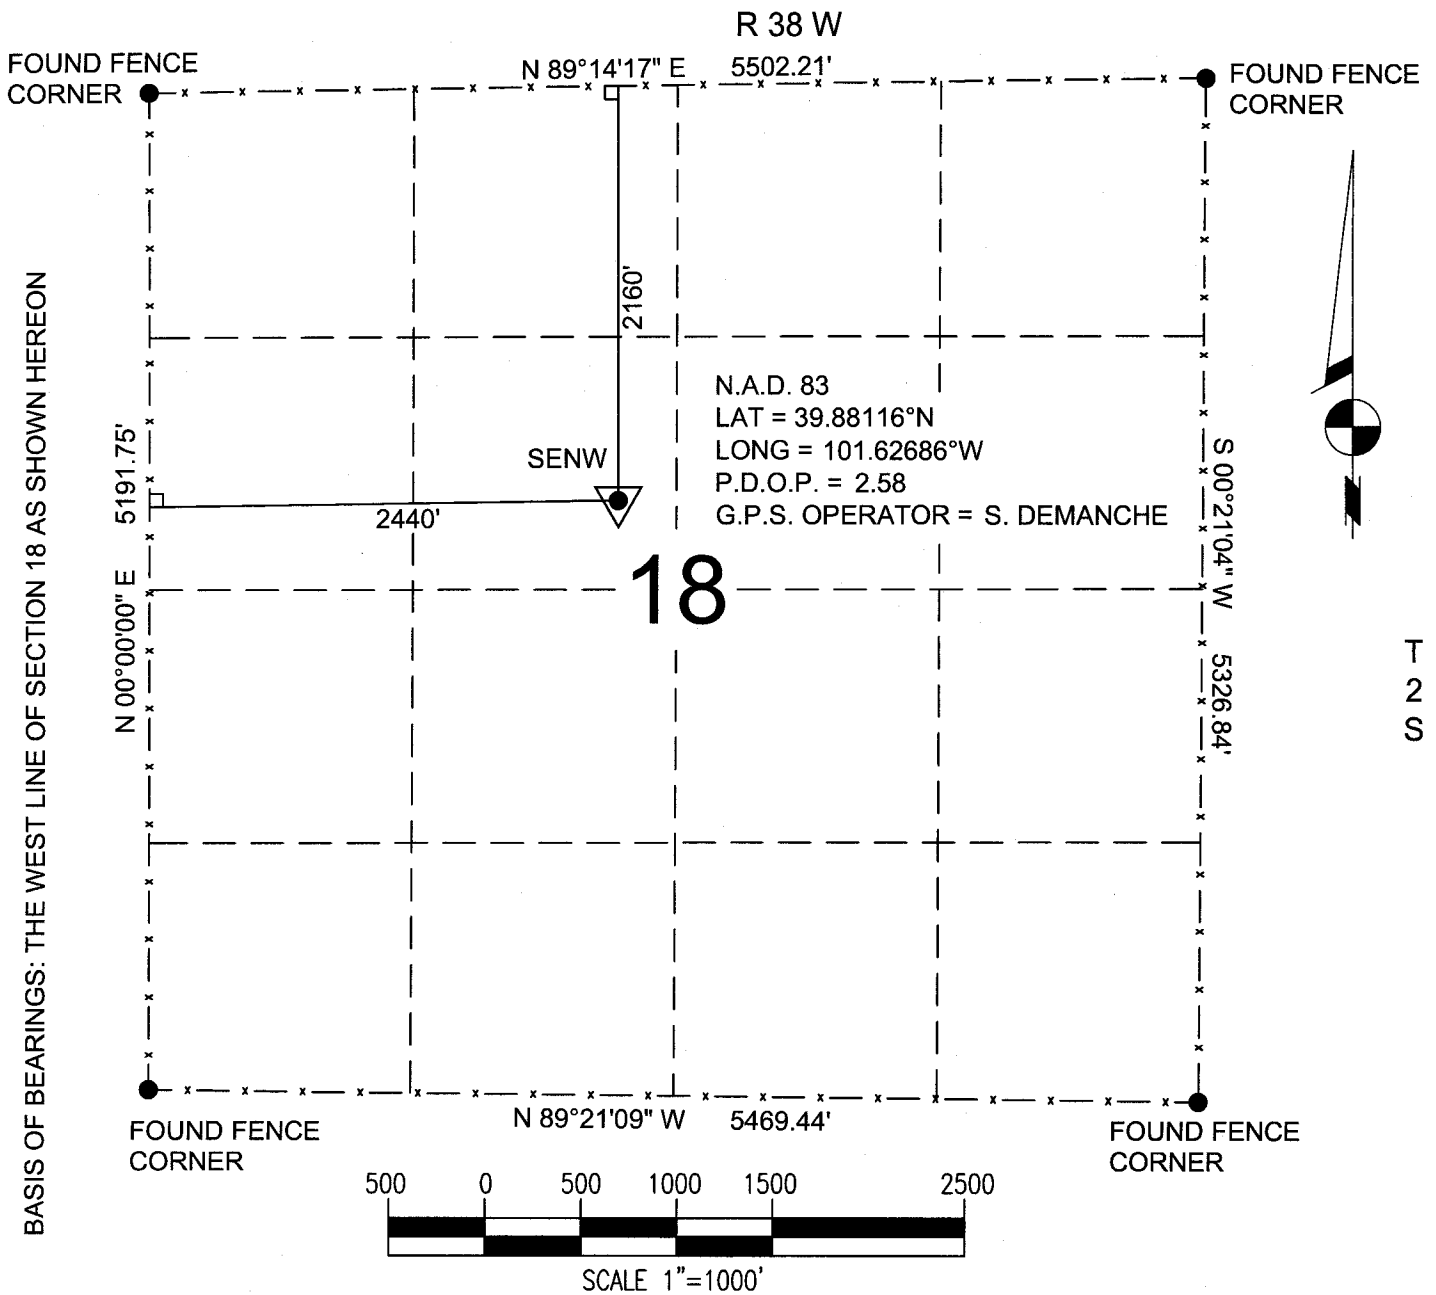 R 38 W
FOUND FENCE
CORNER
N 89°14'17" E 5502.21'
FOUND FENCE
CORNER
2160'
BASIS OF BEARINGS: THE WEST LINE OF SECTION 18 AS SHOWN HEREON
N 00°00'00" E 5191.75'
N.A.D. 83
LAT = 39.88116°N
LONG = 101.62686°W
P.D.O.P. = 2.58
G.P.S. OPERATOR = S. DEMANCHE
SENW
2440'
18
S 00°21'04" W 5326.84'
T
2
S
N 89°21'09" W 5469.44'
FOUND FENCE
CORNER
FOUND FENCE
CORNER
500 0 500 1000 1500 2500
SCALE 1"=1000'